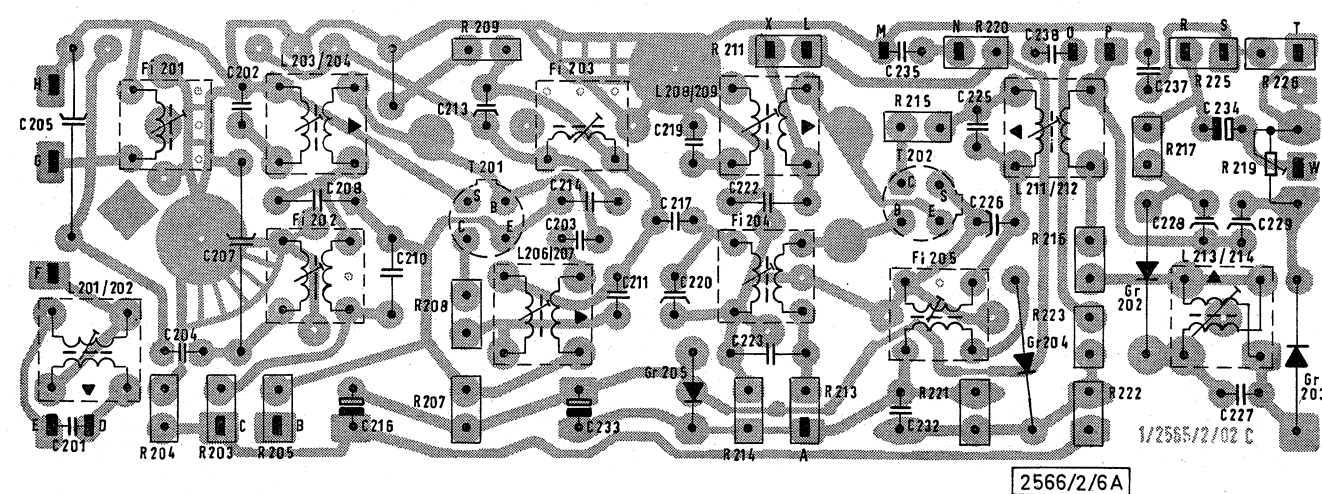 X L M N R220 C238 O P R S T
R209
R211
C235
C237
R225
R226
Fi 201
C202
L203/204
Fi 203
L208/209
H
C205
C213
C219
R215
C225
C234
R217
R219
G
T201
T202
W
C208
S B
C E
C214
C222
C S
B E
L211/212
C226
Fi 202
C203
C217
Fi 204
R216
C228
C229
C207
C210
L206/207
Fi 205
L213/214
F
L201/202
C211
C220
Gr 202
R208
R223
C204
C223
Gr 204
Gr 205
Gr 203
R207
R213
R221
R222
C227
E D C B
C201
R204 R203 R205
C216
C233
R214
A
C232
1/2565/2/02 C
2566/2/6A